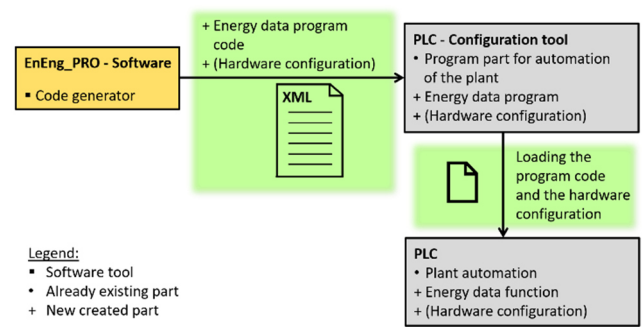 EnEng_PRO - Software
▪ Code generator
+ Energy data program
code
+ (Hardware configuration)
XML
PLC - Configuration tool
• Program part for automation
of the plant
+ Energy data program
+ (Hardware configuration)
Loading the
program code
and the hardware
configuration
PLC
• Plant automation
+ Energy data function
+ (Hardware configuration)
Legend:
▪ Software tool
• Already existing part
+ New created part